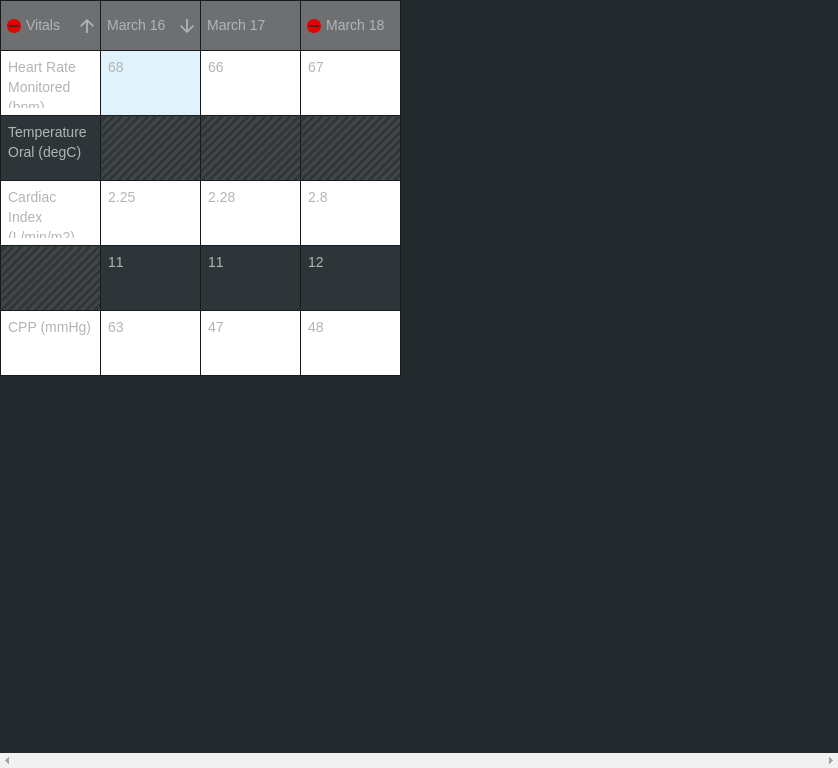 Vitals March 16 March 17 March 18
Heart Rate
Monitored
(bpm)
68 66 67
Temperature
Oral (degC)
Cardiac
Index
(L/min/m2)
2.25 2.28 2.8
11 11 12
CPP (mmHg) 63 47 48